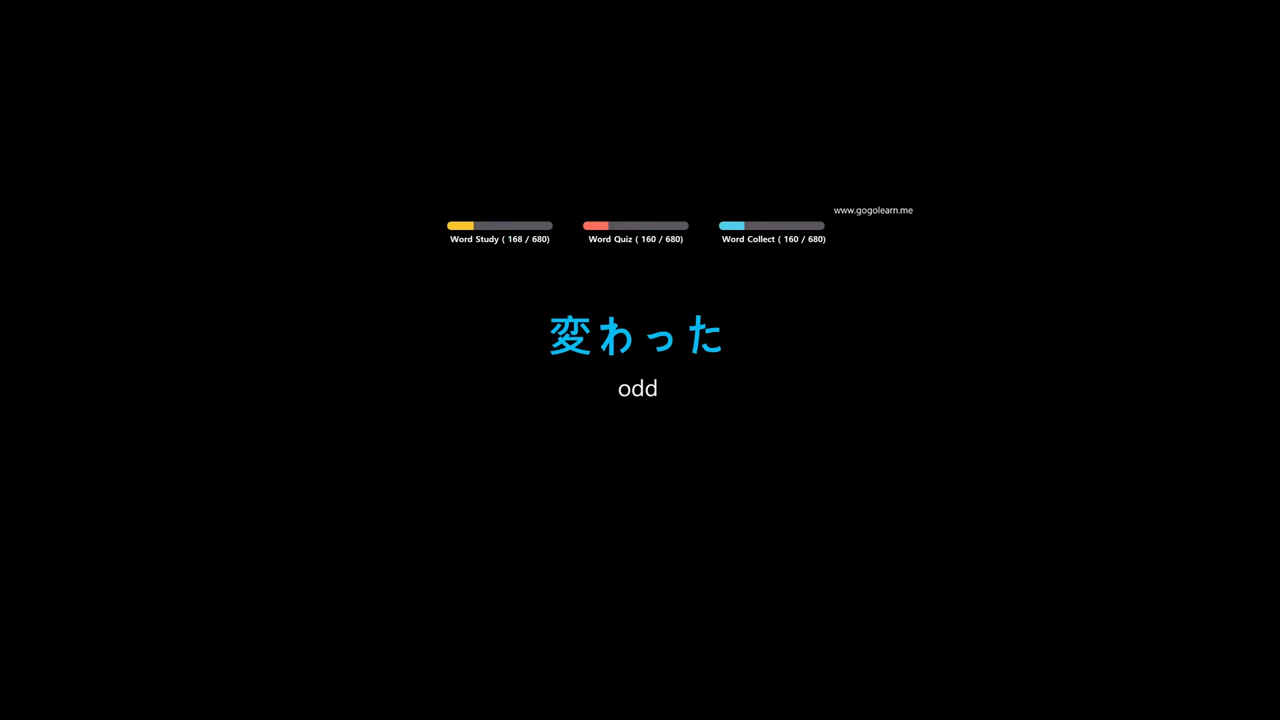 www.gogolearn.me
Word Study ( 168 / 680)
Word Quiz ( 160 / 680)
Word Collect ( 160 / 680)
変わった
odd